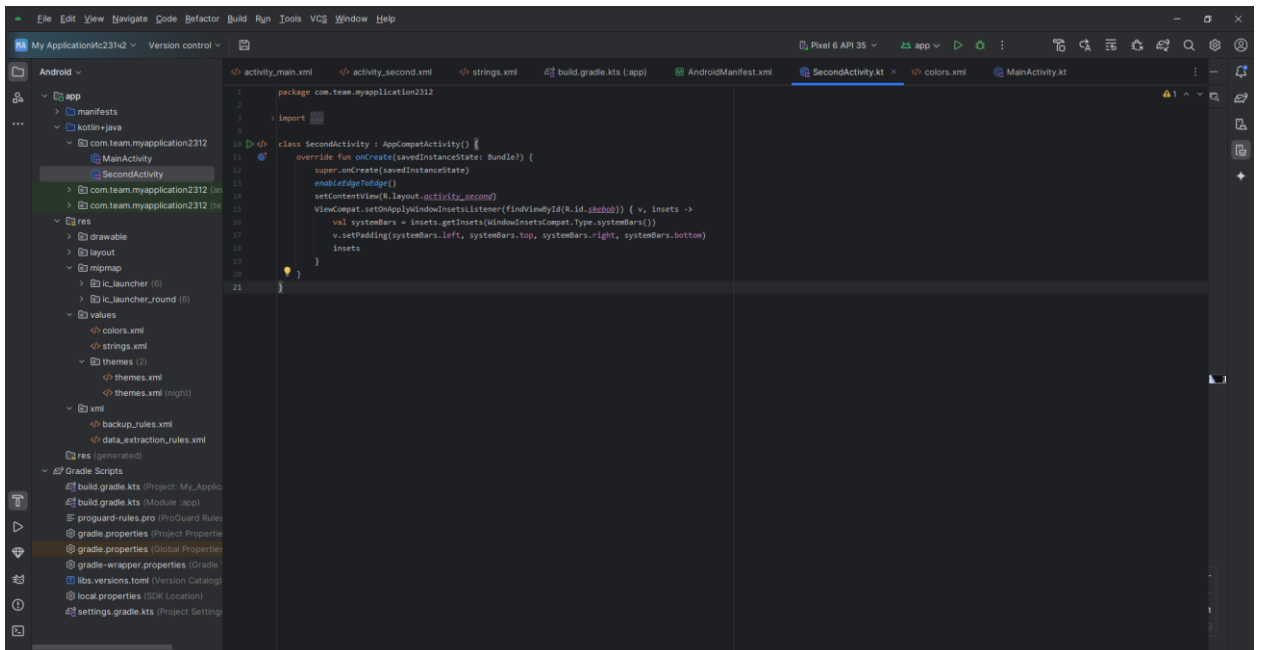 File Edit View Navigate Code Refactor Build Run Tools VCS Window Help
MA My ApplicationИс231ч2 Version control Pixel 6 API 35 app
Android activity_main.xml activity_second.xml strings.xml build.gradle.kts (:app) AndroidManifest.xml SecondActivity.kt colors.xml MainActivity.kt
app
manifests
kotlin+java
com.team.myapplication2312
MainActivity
SecondActivity
com.team.myapplication2312 (an
com.team.myapplication2312 (te
res
drawable
layout
mipmap
ic_launcher (6)
ic_launcher_round (6)
values
colors.xml
strings.xml
themes (2)
themes.xml
themes.xml (night)
xml
backup_rules.xml
data_extraction_rules.xml
res (generated)
Gradle Scripts
build.gradle.kts (Project: My_Applic
build.gradle.kts (Module :app)
proguard-rules.pro (ProGuard Rules
gradle.properties (Project Propertie
gradle.properties (Global Properties
gradle-wrapper.properties (Gradle
libs.versions.toml (Version Catalog)
local.properties (SDK Location)
settings.gradle.kts (Project Settings
1 package com.team.myapplication2312
2
3 import ...
9
10 class SecondActivity : AppCompatActivity() {
11 override fun onCreate(savedInstanceState: Bundle?) {
12 super.onCreate(savedInstanceState)
13 enableEdgeToEdge()
14 setContentView(R.layout.activity_second)
15 ViewCompat.setOnApplyWindowInsetsListener(findViewById(R.id.skebob)) { v, insets ->
16 val systemBars = insets.getInsets(WindowInsetsCompat.Type.systemBars())
17 v.setPadding(systemBars.left, systemBars.top, systemBars.right, systemBars.bottom)
18 insets
19 }
20 }
21 }
1